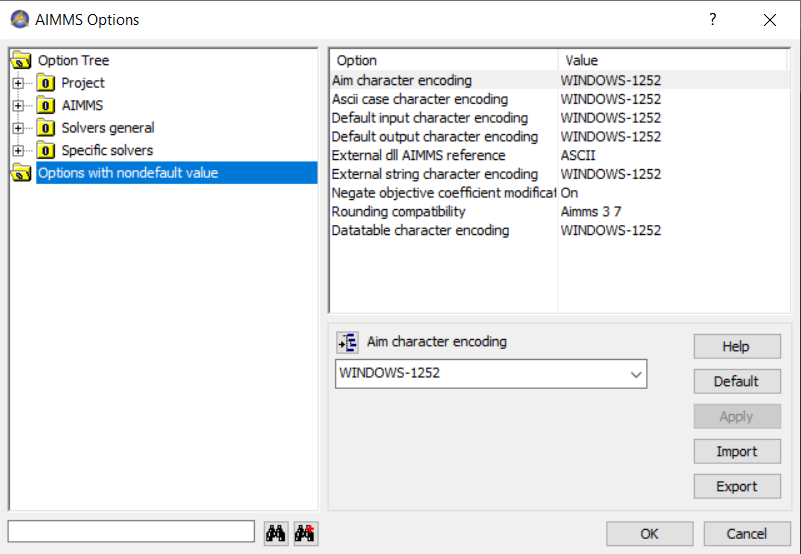 AIMMS Options
?
Option Tree
Project
AIMMS
Solvers general
Specific solvers
Options with nondefault value
Option Value
Aim character encoding WINDOWS-1252
Ascii case character encoding WINDOWS-1252
Default input character encoding WINDOWS-1252
Default output character encoding WINDOWS-1252
External dll AIMMS reference ASCII
External string character encoding WINDOWS-1252
Negate objective coefficient modificat On
Rounding compatibility Aimms 3 7
Datatable character encoding WINDOWS-1252
Aim character encoding
WINDOWS-1252
Help
Default
Apply
Import
Export
OK Cancel